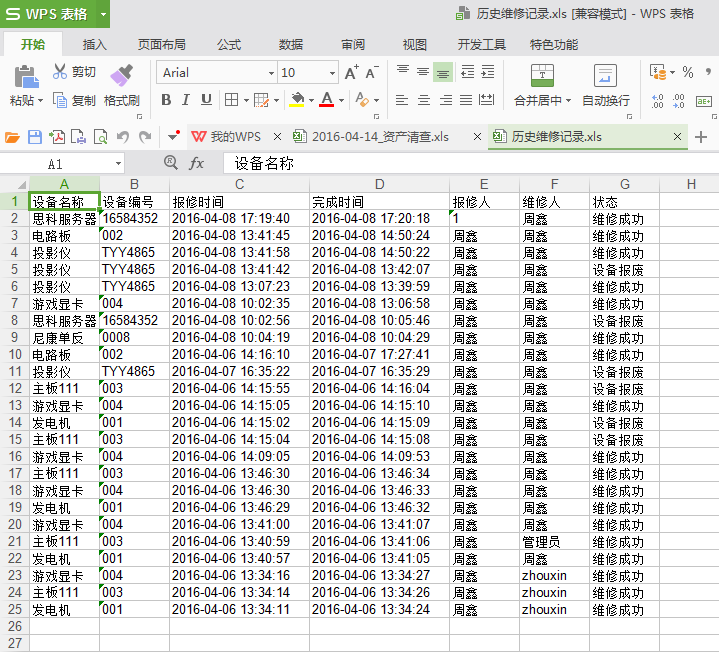 WPS 表格
历史维修记录.xls [兼容模式] - WPS 表格
开始 插入 页面布局 公式 数据 审阅 视图 开发工具 特色功能
剪切 Arial 10 A+ A- %
粘贴 复制 格式刷 B I U A 合并居中 自动换行
我的WPS 2016-04-14_资产清查.xls 历史维修记录.xls
A1 fx 设备名称
A B C D E F G H
1 设备名称 设备编号 报修时间 完成时间 报修人 维修人 状态
2 思科服务器 16584352 2016-04-08 17:19:40 2016-04-08 17:20:18 周鑫 维修成功
3 电路板 002 2016-04-08 13:41:45 2016-04-08 14:50:24 周鑫 周鑫 维修成功
4 投影仪 TYY4865 2016-04-08 13:41:58 2016-04-08 14:50:22 周鑫 周鑫 维修成功
5 投影仪 TYY4865 2016-04-08 13:41:42 2016-04-08 13:42:07 周鑫 周鑫 设备报废
6 投影仪 TYY4865 2016-04-08 13:07:23 2016-04-08 13:39:59 周鑫 周鑫 维修成功
7 游戏显卡 004 2016-04-08 10:02:35 2016-04-08 13:06:58 周鑫 周鑫 维修成功
8 思科服务器 16584352 2016-04-08 10:02:56 2016-04-08 10:05:46 周鑫 周鑫 设备报废
9 尼康单反 0008 2016-04-08 10:04:19 2016-04-08 10:04:29 周鑫 周鑫 维修成功
10 电路板 002 2016-04-06 14:16:10 2016-04-07 17:27:41 周鑫 周鑫 维修成功
11 投影仪 TYY4865 2016-04-07 16:35:22 2016-04-07 16:35:29 周鑫 周鑫 设备报废
12 主板111 003 2016-04-06 14:15:55 2016-04-06 14:16:04 周鑫 周鑫 设备报废
13 游戏显卡 004 2016-04-06 14:15:05 2016-04-06 14:15:10 周鑫 周鑫 维修成功
14 发电机 001 2016-04-06 14:15:02 2016-04-06 14:15:09 周鑫 周鑫 设备报废
15 主板111 003 2016-04-06 14:15:04 2016-04-06 14:15:08 周鑫 周鑫 设备报废
16 游戏显卡 004 2016-04-06 14:09:05 2016-04-06 14:09:53 周鑫 周鑫 维修成功
17 主板111 003 2016-04-06 13:46:30 2016-04-06 13:46:34 周鑫 周鑫 维修成功
18 游戏显卡 004 2016-04-06 13:46:30 2016-04-06 13:46:33 周鑫 周鑫 维修成功
19 发电机 001 2016-04-06 13:46:29 2016-04-06 13:46:32 周鑫 周鑫 维修成功
20 游戏显卡 004 2016-04-06 13:41:00 2016-04-06 13:41:07 周鑫 周鑫 维修成功
21 主板111 003 2016-04-06 13:40:59 2016-04-06 13:41:06 周鑫 管理员 维修成功
22 发电机 001 2016-04-06 13:40:57 2016-04-06 13:41:05 周鑫 周鑫 维修成功
23 游戏显卡 004 2016-04-06 13:34:16 2016-04-06 13:34:27 周鑫 zhouxin 维修成功
24 主板111 003 2016-04-06 13:34:14 2016-04-06 13:34:26 周鑫 zhouxin 维修成功
25 发电机 001 2016-04-06 13:34:11 2016-04-06 13:34:24 周鑫 zhouxin 维修成功
26
27